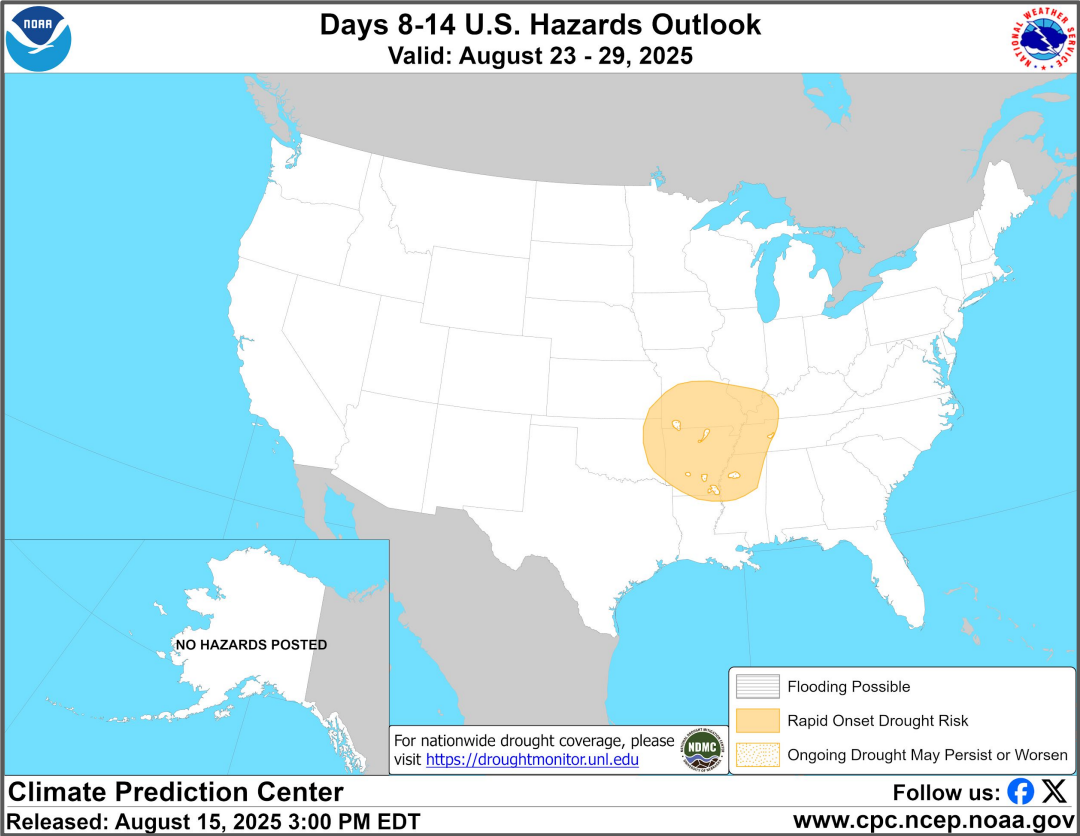 NOAA
Days 8-14 U.S. Hazards Outlook
Valid: August 23 - 29, 2025
NATIONAL WEATHER SERVICE
NO HAZARDS POSTED
For nationwide drought coverage, please
visit https://droughtmonitor.unl.edu
NDMC
Flooding Possible
Rapid Onset Drought Risk
Ongoing Drought May Persist or Worsen
Climate Prediction Center
Follow us:
Released: August 15, 2025 3:00 PM EDT
www.cpc.ncep.noaa.gov